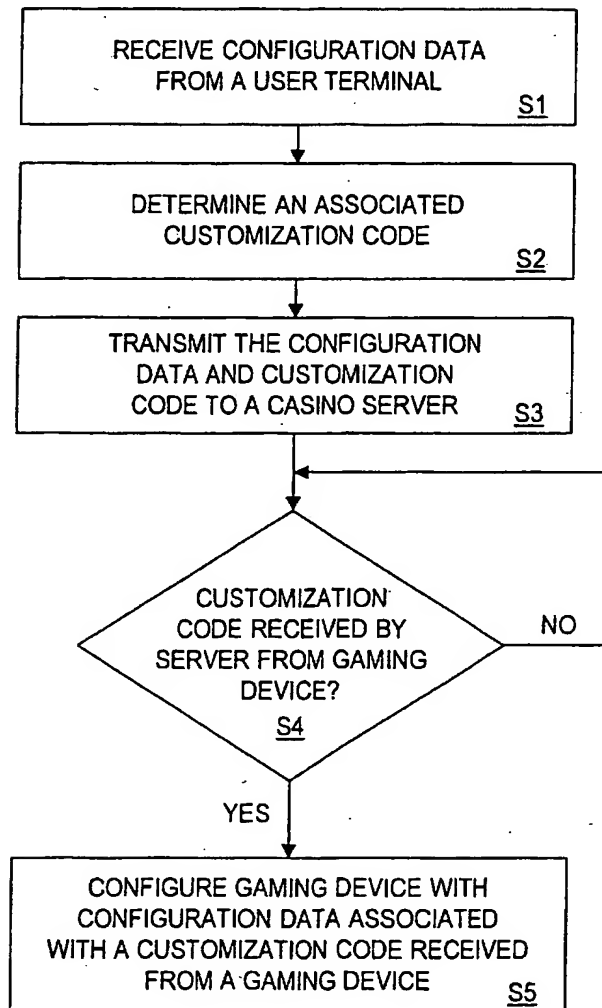 RECEIVE CONFIGURATION DATA
FROM A USER TERMINAL
S1
DETERMINE AN ASSOCIATED
CUSTOMIZATION CODE
S2
TRANSMIT THE CONFIGURATION
DATA AND CUSTOMIZATION
CODE TO A CASINO SERVER
S3
CUSTOMIZATION
CODE RECEIVED BY
SERVER FROM GAMING
DEVICE?
S4
NO
YES
CONFIGURE GAMING DEVICE WITH
CONFIGURATION DATA ASSOCIATED
WITH A CUSTOMIZATION CODE RECEIVED
FROM A GAMING DEVICE
S5